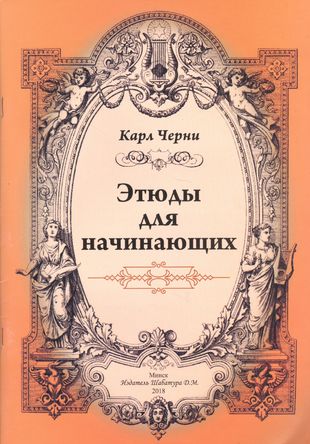 Карл Черни
Этюды
для
начинающих
Минск
Издатель Шабатура Д.М.
2018